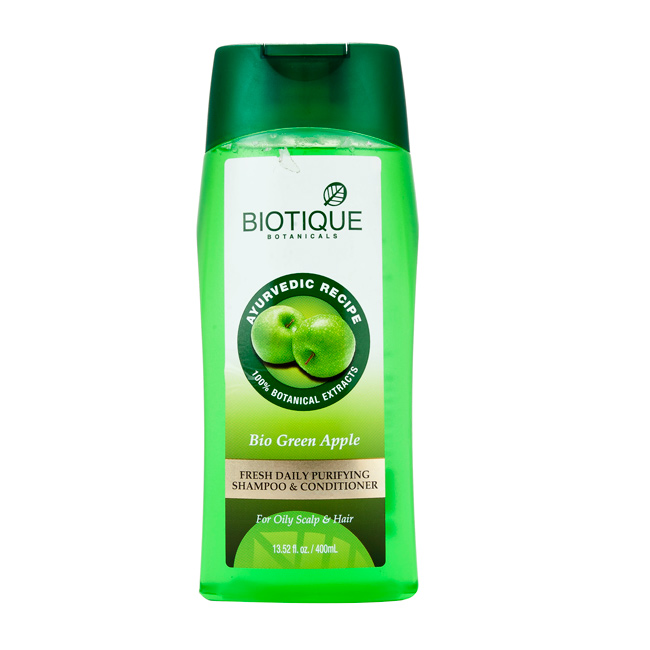 BIOTIQUE
BOTANICALS
AYURVEDIC RECIPE
100% BOTANICAL EXTRACTS
Bio Green Apple
FRESH DAILY PURIFYING
SHAMPOO & CONDITIONER
For Oily Scalp & Hair
13.52 fl. oz. / 400mL